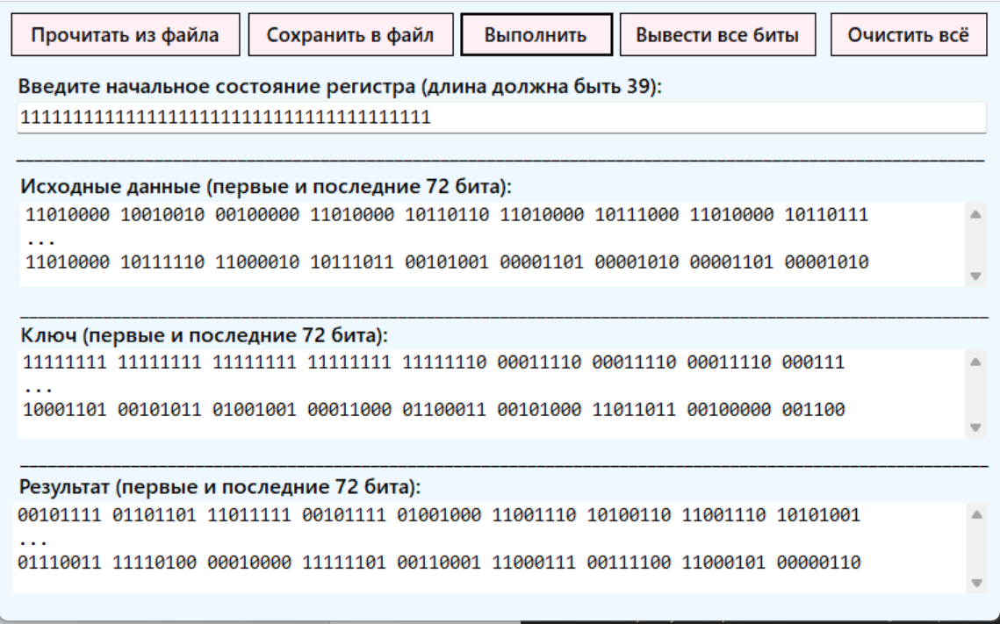 Прочитать из файла Сохранить в файл Выполнить Вывести все биты Очистить всё
Введите начальное состояние регистра (длина должна быть 39):
111111111111111111111111111111111111111
Исходные данные (первые и последние 72 бита):
11010000 10010010 00100000 11010000 10110110 11010000 10111000 11010000 10110111
...
11010000 10111110 11000010 10111011 00101001 00001101 00001010 00001101 00001010
Ключ (первые и последние 72 бита):
11111111 11111111 11111111 11111111 11111110 00011110 00011110 00011110 000111
...
10001101 00101011 01001001 00011000 01100011 00101000 11011011 00100000 001100
Результат (первые и последние 72 бита):
00101111 01101101 11011111 00101111 01001000 11001110 10100110 11001110 10101001
...
01110011 11110100 00010000 11111101 00110001 11000111 00111100 11000101 00000110